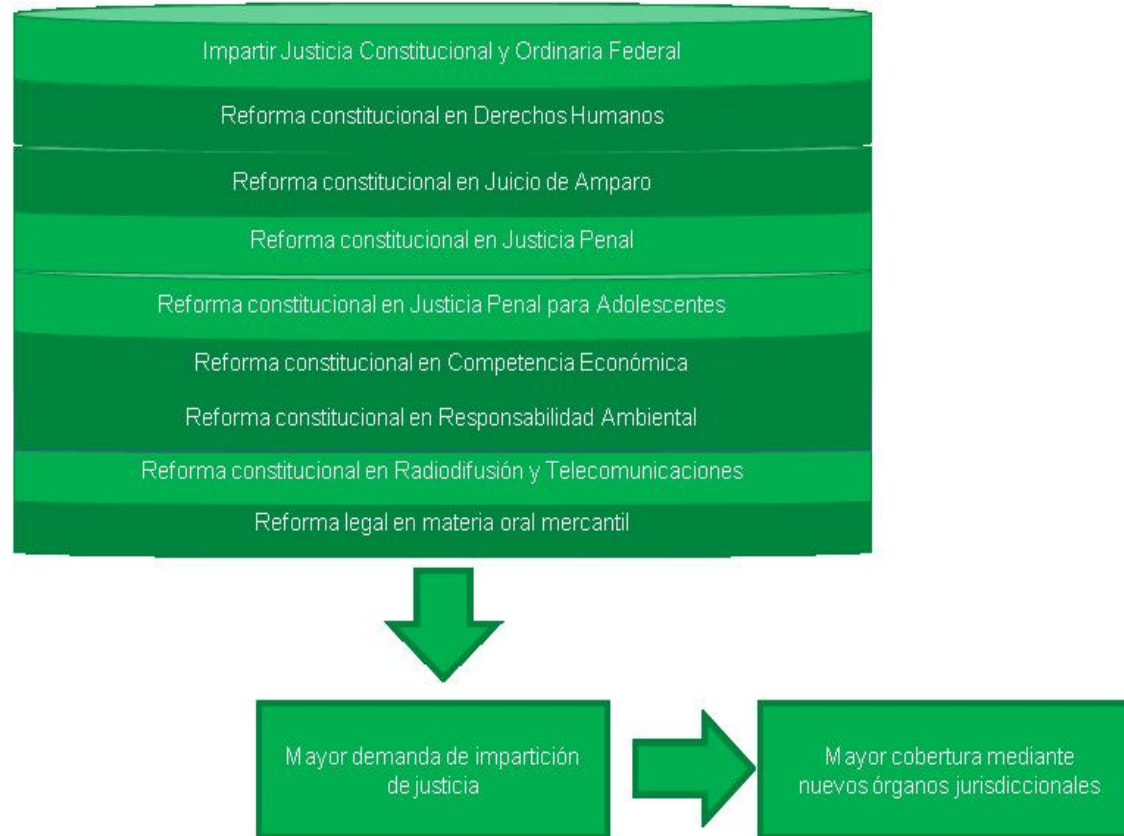 Impartir Justicia Constitucional y Ordinaria Federal
Reforma constitucional en Derechos Humanos
Reforma constitucional en Juicio de Amparo
Reforma constitucional en Justicia Penal
Reforma constitucional en Justicia Penal para Adolescentes
Reforma constitucional en Competencia Económica
Reforma constitucional en Responsabilidad Ambiental
Reforma constitucional en Radiodifusión y Telecomunicaciones
Reforma legal en materia oral mercantil
Mayor demanda de impartición
de justicia
Mayor cobertura mediante
nuevos órganos jurisdiccionales